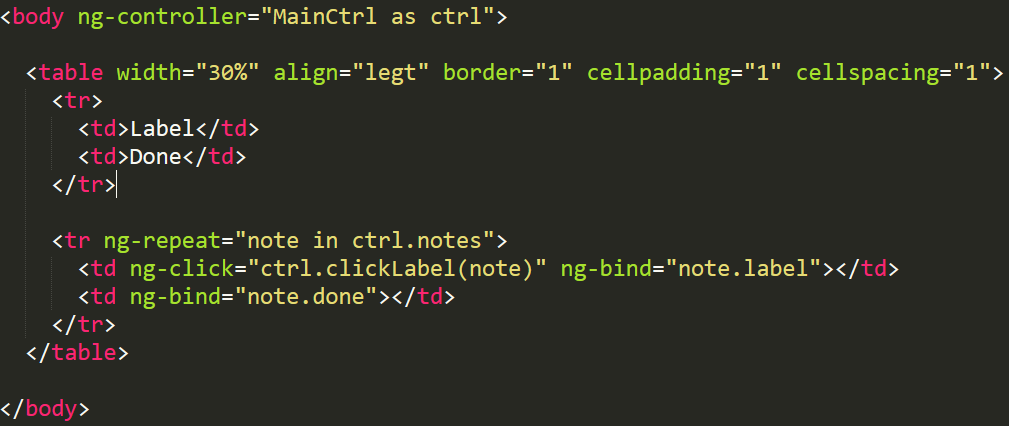 <body ng-controller="MainCtrl as ctrl">
<table width="30%" align="legt" border="1" cellpadding="1" cellspacing="1">
<tr>
<td>Label</td>
<td>Done</td>
</tr>
<tr ng-repeat="note in ctrl.notes">
<td ng-click="ctrl.clickLabel(note)" ng-bind="note.label"></td>
<td ng-bind="note.done"></td>
</tr>
</table>
</body>